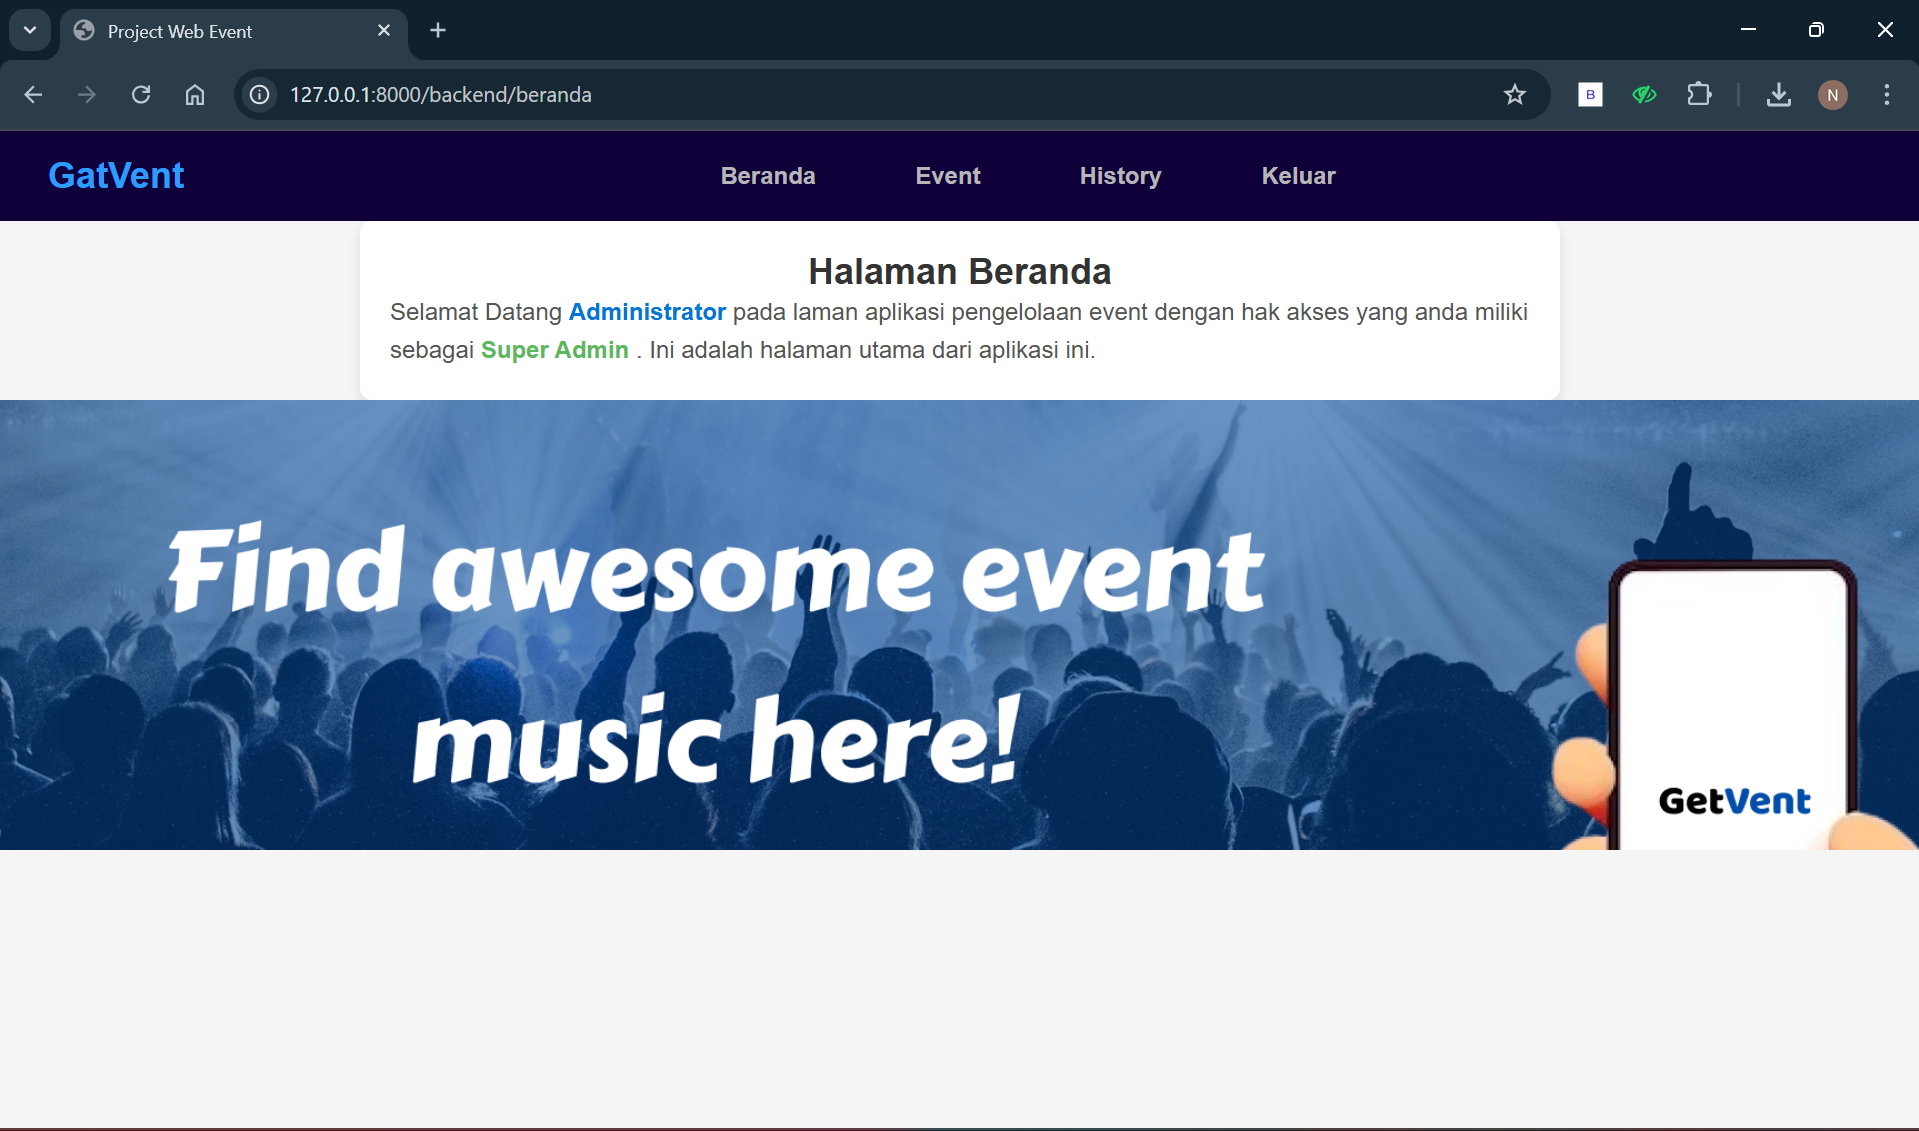 Project Web Event
127.0.0.1:8000/backend/beranda
B
N
GatVent
Beranda
Event
History
Keluar
Halaman Beranda
Selamat Datang Administrator pada laman aplikasi pengelolaan event dengan hak akses yang anda miliki
sebagai Super Admin . Ini adalah halaman utama dari aplikasi ini.
Find awesome event
music here!
GetVent